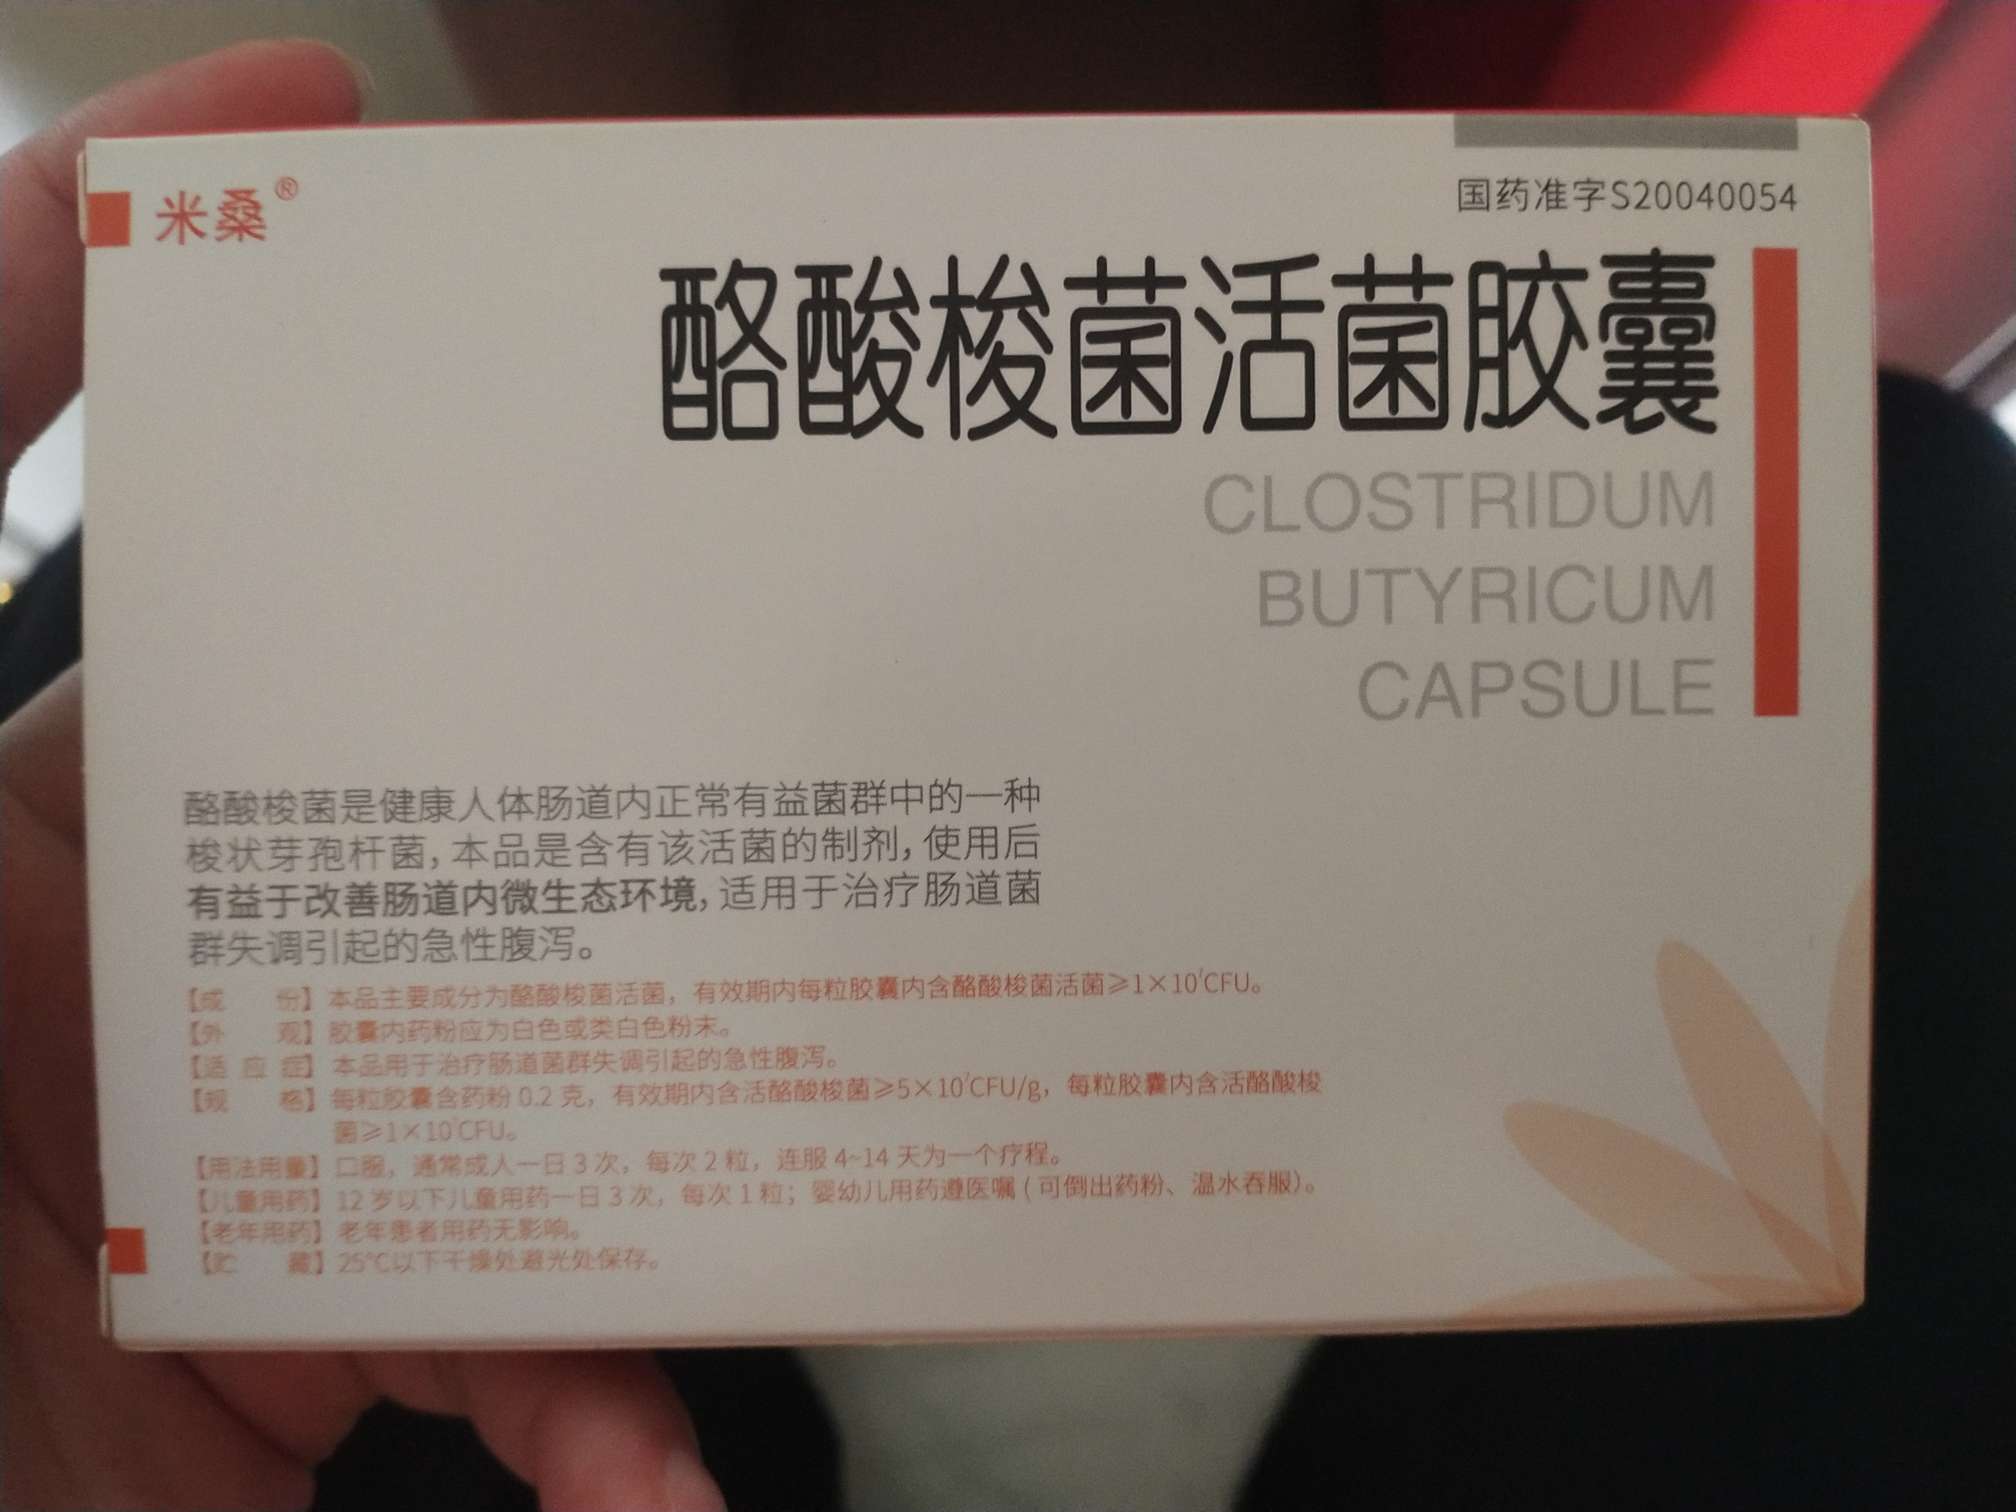 米桑®
国药准字S20040054
酪酸梭菌活菌胶囊
CLOSTRIDUM
BUTYRICUM
CAPSULE
酪酸梭菌是健康人体肠道内正常有益菌群中的一种
梭状芽孢杆菌，本品是含有该活菌的制剂，使用后
有益于改善肠道内微生态环境，适用于治疗肠道菌
群失调引起的急性腹泻。
【成 份】本品主要成分为酪酸梭菌活菌，有效期内每粒胶囊内含酪酸梭菌活菌≥1×10⁷CFU。
【外 观】胶囊内药粉应为白色或类白色粉末。
【适 应 症】本品用于治疗肠道菌群失调引起的急性腹泻。
【规 格】每粒胶囊含药粉 0.2 克，有效期内含活酪酸梭菌≥5×10⁷CFU/g，每粒胶囊内含活酪酸梭
菌≥1×10⁷CFU。
【用法用量】口服，通常成人一日 3 次，每次 2 粒，连服 4~14 天为一个疗程。
【儿童用药】12 岁以下儿童用药一日 3 次，每次 1 粒；婴幼儿用药遵医嘱 ( 可倒出药粉、温水吞服)。
【老年用药】老年患者用药无影响。
【贮 藏】25℃以下干燥处避光处保存。